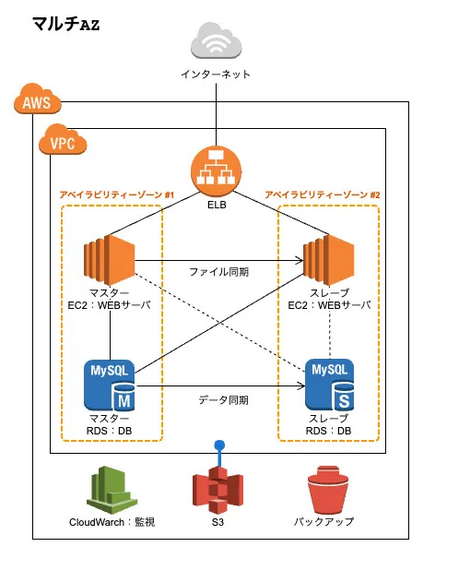 マルチAZ
インターネット
AWS
VPC
ELB
アベイラビリティーゾーン #1
アベイラビリティーゾーン #2
ファイル同期
マスター
EC2：WEBサーバ
スレーブ
EC2：WEBサーバ
MySQL
M
MySQL
S
データ同期
マスター
RDS：DB
スレーブ
RDS：DB
CloudWarch：監視
S3
バックアップ